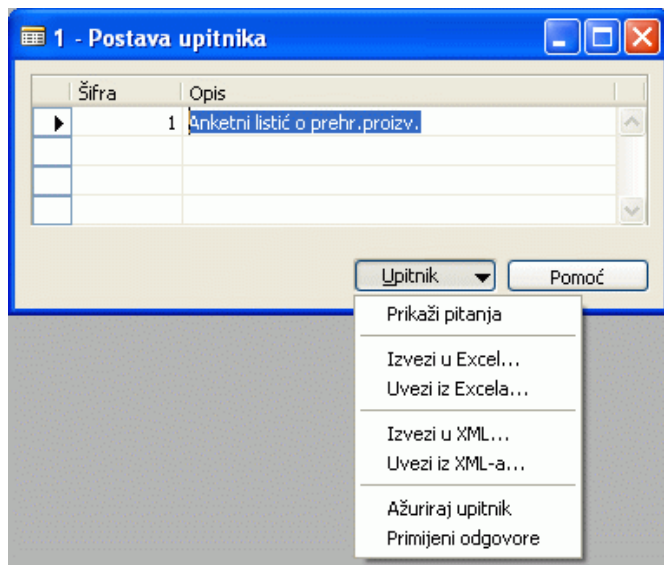 1 - Postava upitnika
Šifra Opis
1 Anketni listić o prehr.proizv.
Upitnik Pomoć
Prikaži pitanja
Izvezi u Excel...
Uvezi iz Excela...
Izvezi u XML...
Uvezi iz XML-a...
Ažuriraj upitnik
Primijeni odgovore